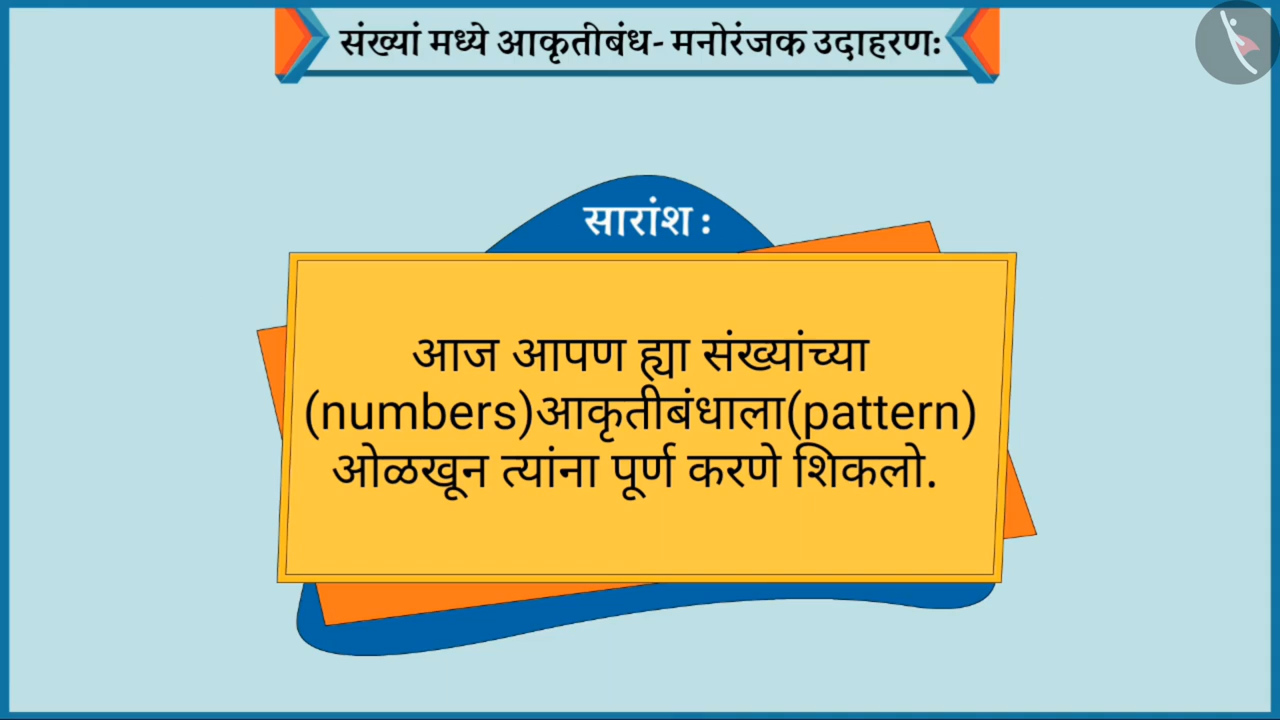 संख्यां मध्ये आकृतीबंध- मनोरंजक उदाहरणः
सारांश :
आज आपण ह्या संख्यांच्या
(numbers)आकृतीबंधाला(pattern)
ओळखून त्यांना पूर्ण करणे शिकलो.